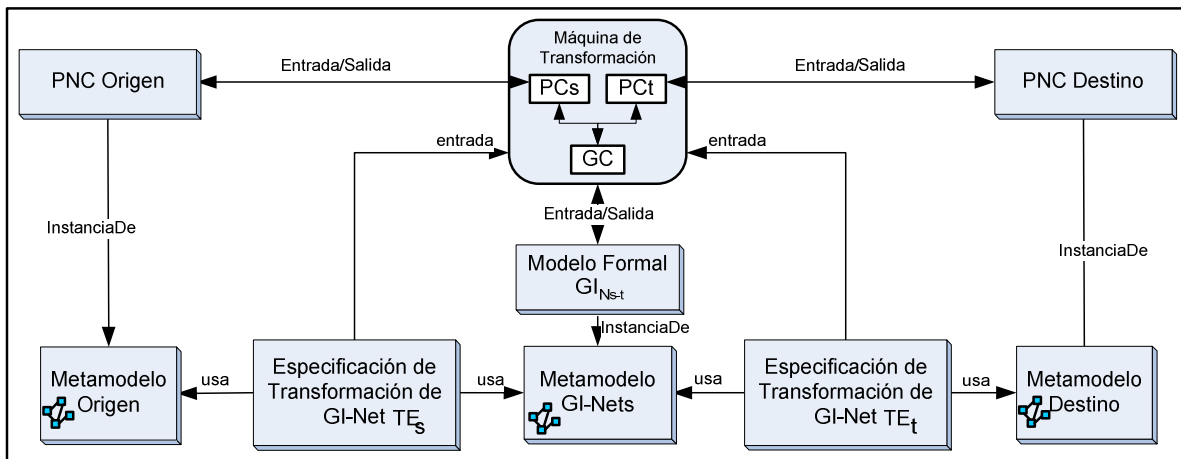 Máquina de
Transformación
PNC Origen
Entrada/Salida
PCs
PCt
Entrada/Salida
PNC Destino
entrada
GC
entrada
InstanciaDe
Entrada/Salida
InstanciaDe
Modelo Formal
GI Ns-t
InstanciaDe
Metamodelo
Origen
usa
Especificación de
Transformación de
GI-Net TEs
usa
Metamodelo
GI-Nets
usa
Especificación de
Transformación de
GI-Net TEt
usa
Metamodelo
Destino